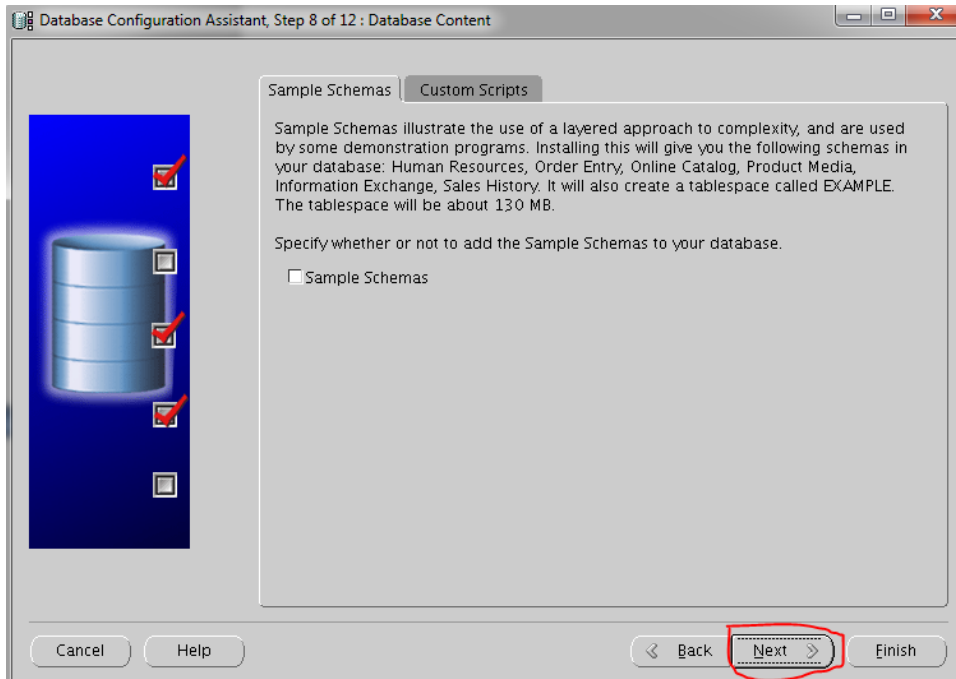 Database Configuration Assistant, Step 8 of 12 : Database Content
Sample Schemas
Custom Scripts
Sample Schemas illustrate the use of a layered approach to complexity, and are used
by some demonstration programs. Installing this will give you the following schemas in
your database: Human Resources, Order Entry, Online Catalog, Product Media,
Information Exchange, Sales History. It will also create a tablespace called EXAMPLE.
The tablespace will be about 130 MB.
Specify whether or not to add the Sample Schemas to your database.
Sample Schemas
Cancel
Help
Back
Next
Finish